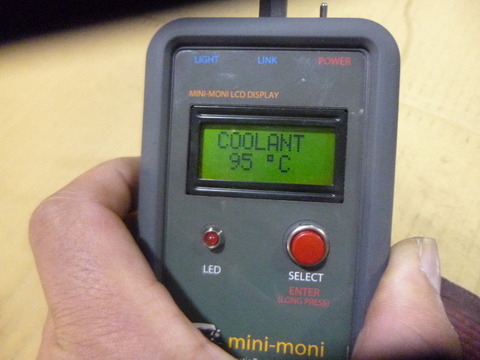 LIGHT LINK POWER
MINI-MONI LCD DISPLAY
COOLANT
95 °C
LED
SELECT
ENTER
(LONG PRESS)
mini-moni